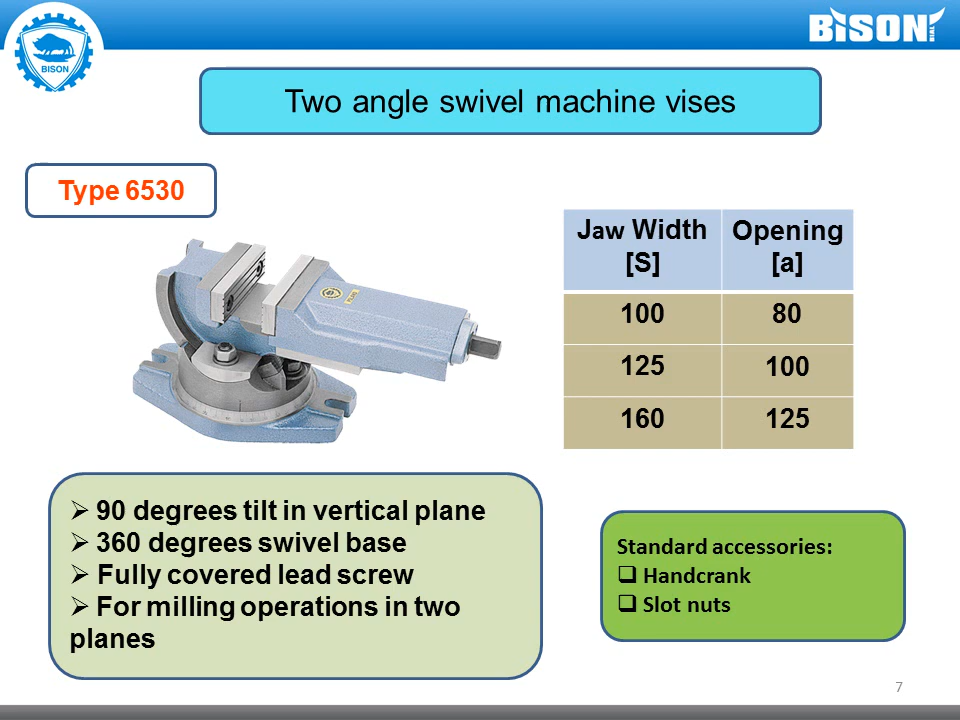 BISON
BiSON BIAL
Two angle swivel machine vises
Type 6530
Jaw Width Opening
[S] [a]
100 80
125 100
160 125
➢ 90 degrees tilt in vertical plane
➢ 360 degrees swivel base
➢ Fully covered lead screw
➢ For milling operations in two
planes
Standard accessories:
❑ Handcrank
❑ Slot nuts
7